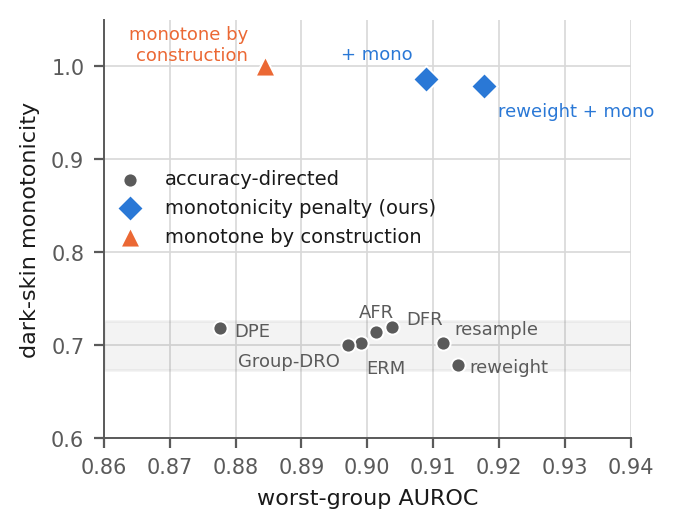 monotone by
construction
+ mono
reweight + mono
accuracy-directed
monotonicity penalty (ours)
monotone by construction
AFR
DFR
DPE
resample
Group-DRO
ERM
reweight
dark-skin monotonicity
1.0
0.9
0.8
0.7
0.6
0.86 0.87 0.88 0.89 0.90 0.91 0.92 0.93 0.94
worst-group AUROC